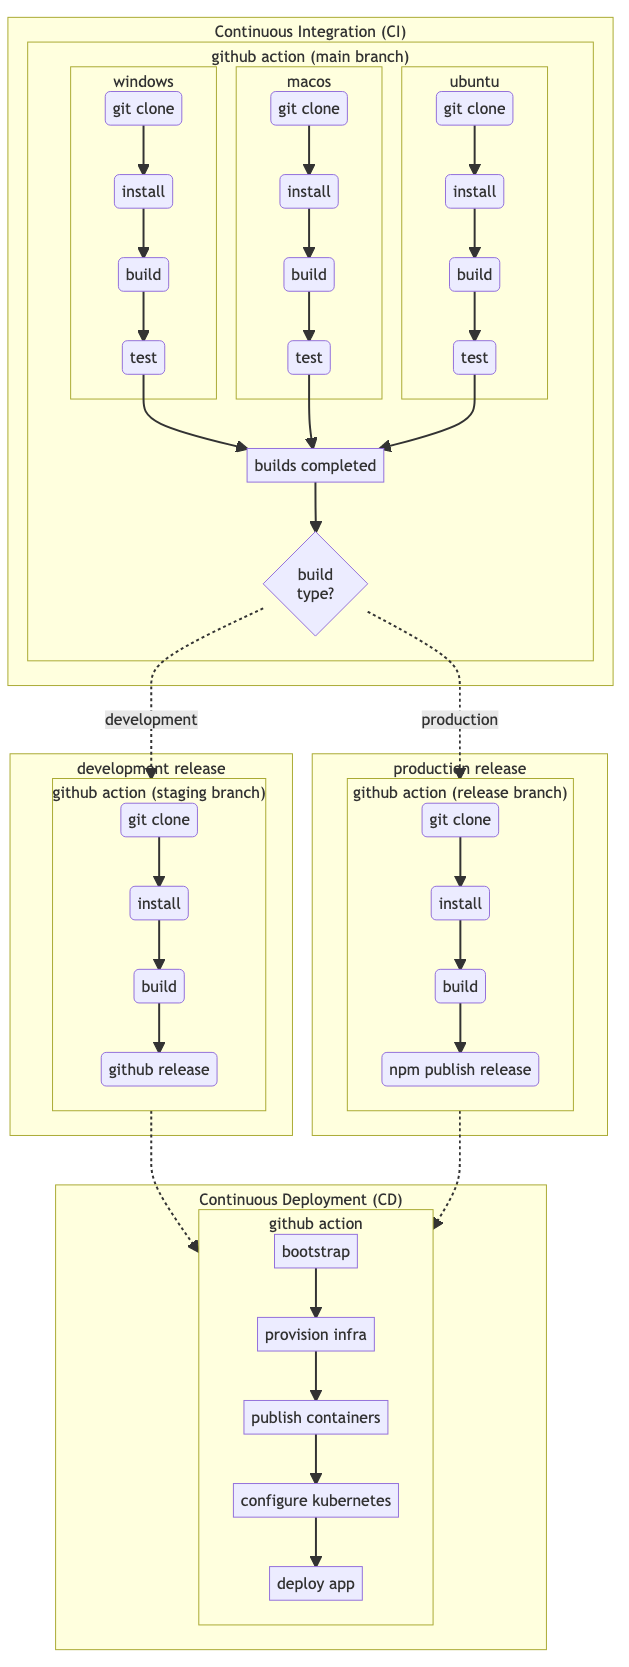 Continuous Integration (CI)
github action (main branch)
windows
git clone
install
build
test
macos
git clone
install
build
test
ubuntu
git clone
install
build
test
builds completed
build
type?
development
production
development release
github action (staging branch)
git clone
install
build
github release
production release
github action (release branch)
git clone
install
build
npm publish release
Continuous Deployment (CD)
github action
bootstrap
provision infra
publish containers
configure kubernetes
deploy app